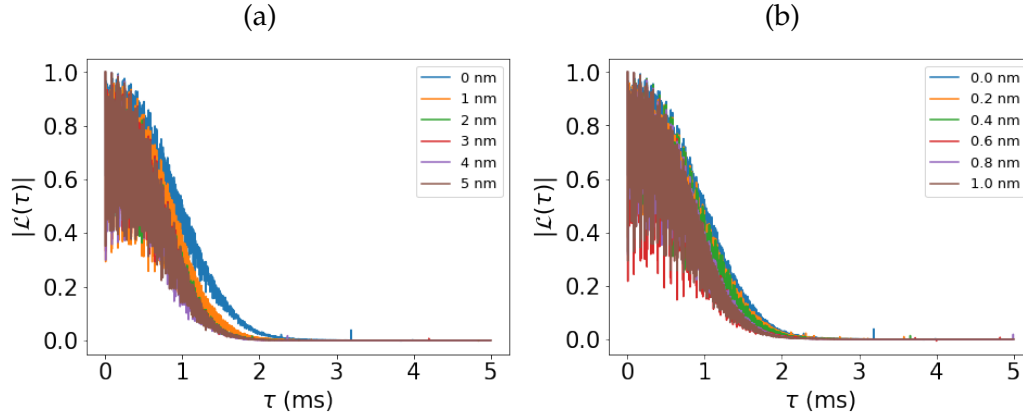 (a)
1.0
0.8
0.6
0.4
0.2
0.0
|ℒ(τ)|
0 nm
1 nm
2 nm
3 nm
4 nm
5 nm
0 1 2 3 4 5
τ (ms)
(b)
1.0
0.8
0.6
0.4
0.2
0.0
|ℒ(τ)|
0.0 nm
0.2 nm
0.4 nm
0.6 nm
0.8 nm
1.0 nm
0 1 2 3 4 5
τ (ms)